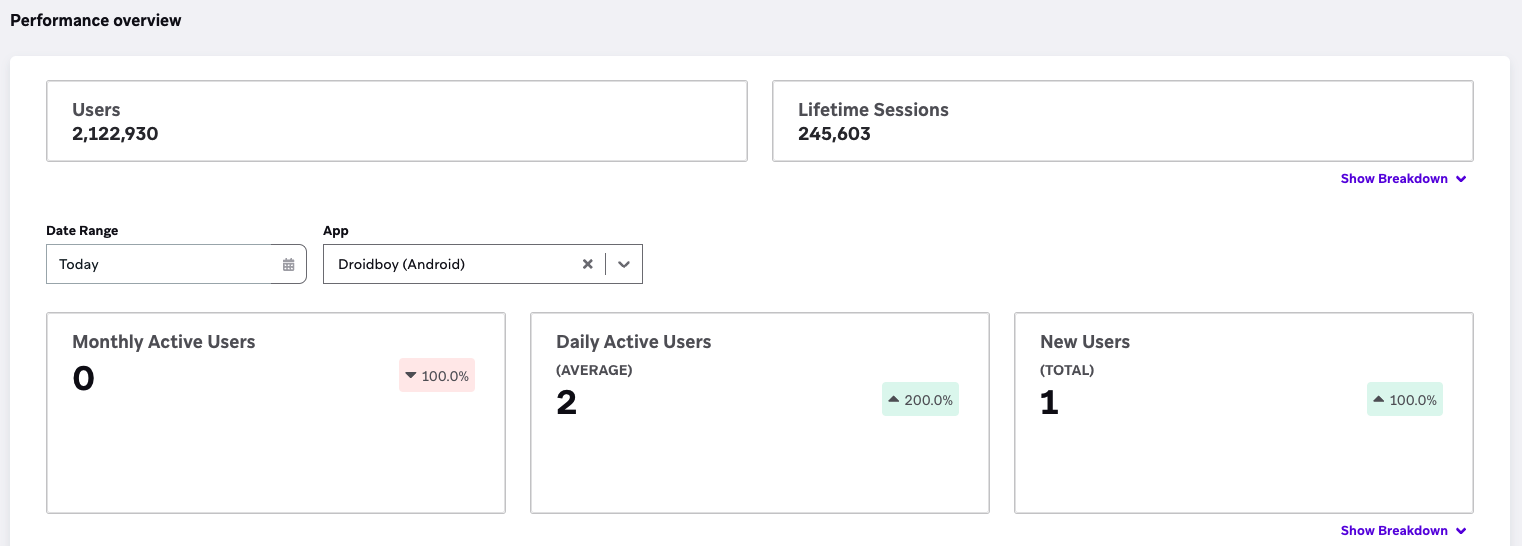 Performance overview
Users
2,122,930
Lifetime Sessions
245,603
Show Breakdown
Date Range
App
Today
Droidboy (Android)
Monthly Active Users
0
100.0%
Daily Active Users
(AVERAGE)
2
200.0%
New Users
(TOTAL)
1
100.0%
Show Breakdown